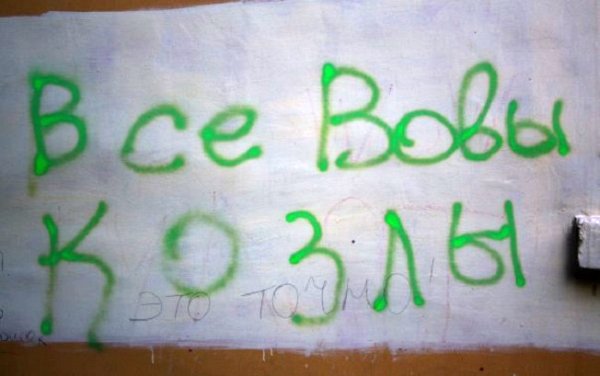 Все Вовы
Козлы
это точно!